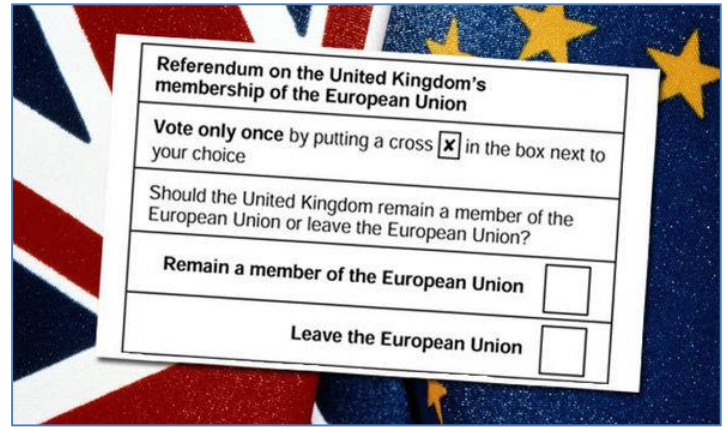 Referendum on the United Kingdom's
membership of the European Union
Vote only once by putting a cross X in the box next to
your choice
Should the United Kingdom remain a member of the
European Union or leave the European Union?
Remain a member of the European Union
Leave the European Union